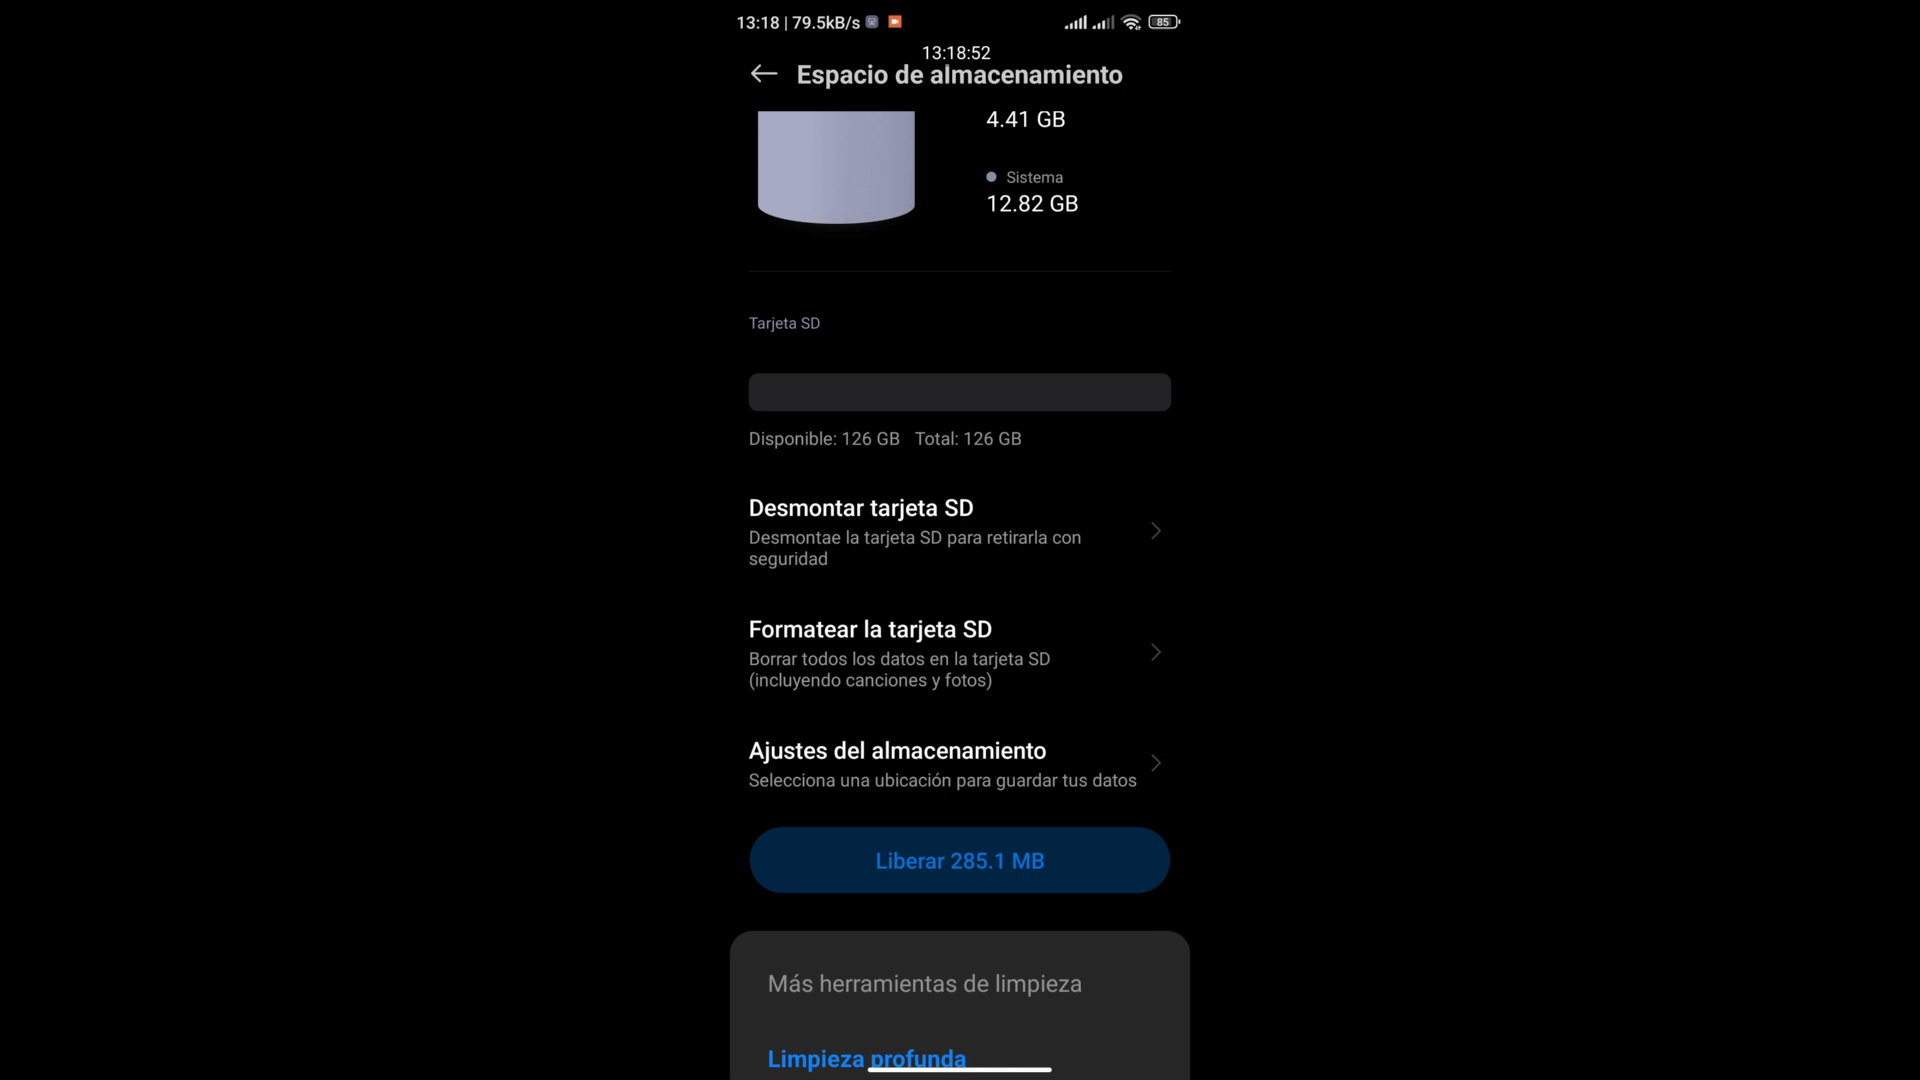 13:18 | 79.5kB/s
85
13:18:52
Espacio de almacenamiento
4.41 GB
Sistema
12.82 GB
Tarjeta SD
Disponible: 126 GB Total: 126 GB
Desmontar tarjeta SD
Desmontae la tarjeta SD para retirarla con
seguridad
Formatear la tarjeta SD
Borrar todos los datos en la tarjeta SD
(incluyendo canciones y fotos)
Ajustes del almacenamiento
Selecciona una ubicación para guardar tus datos
Liberar 285.1 MB
Más herramientas de limpieza
Limpieza profunda